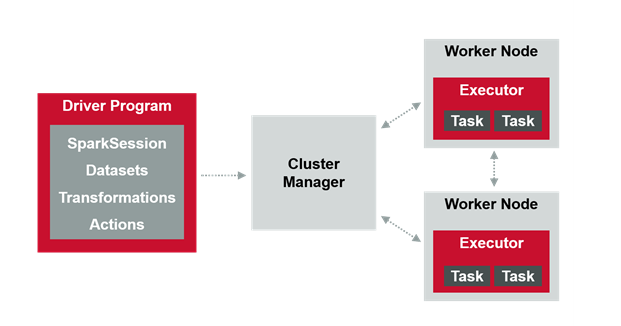 Driver Program
SparkSession
Datasets
Transformations
Actions
Cluster
Manager
Worker Node
Executor
Task Task
Worker Node
Executor
Task Task